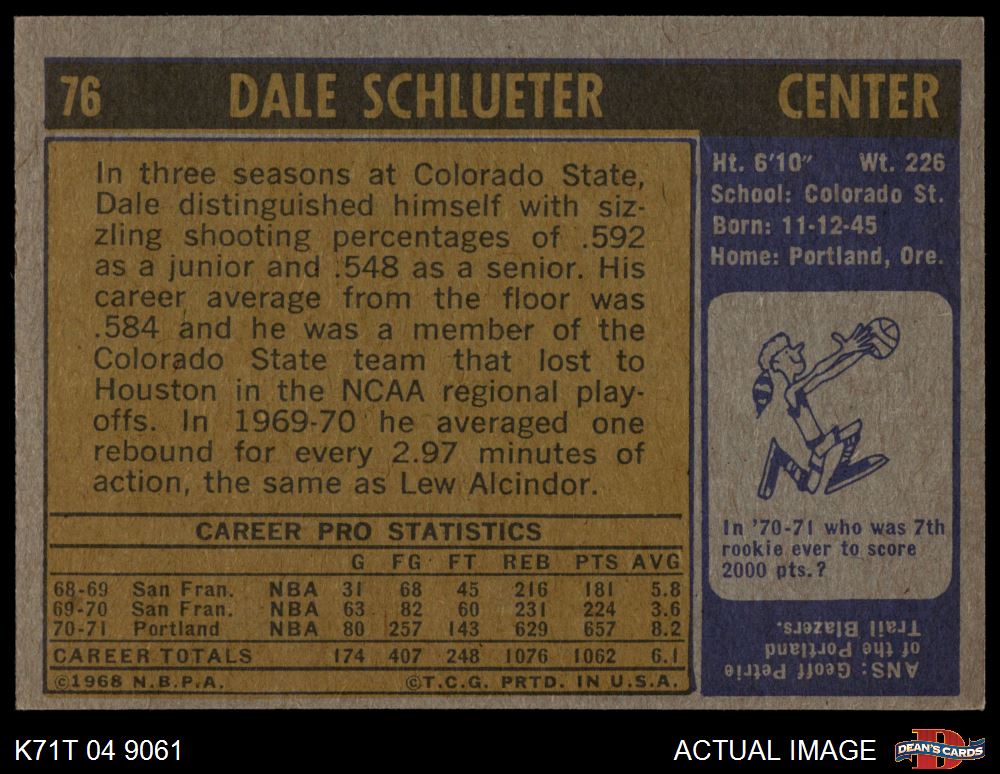 76 DALE SCHLUETER CENTER
In three seasons at Colorado State,
Dale distinguished himself with siz-
zling shooting percentages of .592
as a junior and .548 as a senior. His
career average from the floor was
.584 and he was a member of the
Colorado State team that lost to
Houston in the NCAA regional play-
offs. In 1969-70 he averaged one
rebound for every 2.97 minutes of
action, the same as Lew Alcindor.
CAREER PRO STATISTICS
G FG FT REB PTS AVG
68-69 San Fran. NBA 31 68 45 216 181 5.8
69-70 San Fran. NBA 63 82 60 231 224 3.6
70-71 Portland NBA 80 257 143 629 657 8.2
CAREER TOTALS 174 407 248 1076 1062 6.1
©1968 N.B.P.A. ©T.C.G. PRTD. IN U.S.A.
Ht. 6'10" Wt. 226
School: Colorado St.
Born: 11-12-45
Home: Portland, Ore.
In '70-71 who was 7th
rookie ever to score
2000 pts.?
ANS: Geoff Petrie
of the Portland
Trail Blazers.
K71T 04 9061 ACTUAL IMAGE
D
DEAN'S CARDS